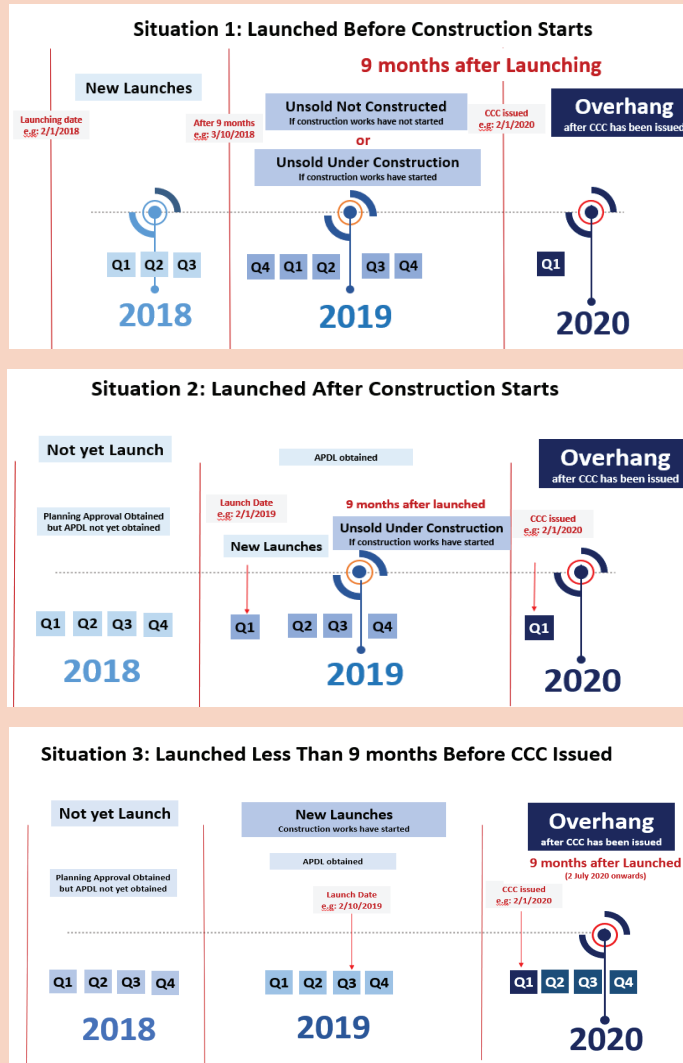 Situation 1: Launched Before Construction Starts
9 months after Launching
New Launches
Launching date
e.g: 2/1/2018
After 9 months
e.g: 3/10/2018
Unsold Not Constructed
If construction works have not started
or
Unsold Under Construction
If construction works have started
CCC issued
e.g: 2/1/2020
Overhang
after CCC has been issued
Q1 Q2 Q3
Q4 Q1 Q2 Q3 Q4
Q1
2018
2019
2020
Situation 2: Launched After Construction Starts
Not yet Launch
APDL obtained
Overhang
after CCC has been issued
Planning Approval Obtained
but APDL not yet obtained
Launch Date
e.g: 2/1/2019
9 months after launched
New Launches
Unsold Under Construction
If construction works have started
CCC issued
e.g: 2/1/2020
Q1 Q2 Q3 Q4
Q1 Q2 Q3 Q4
Q1
2018
2019
2020
Situation 3: Launched Less Than 9 months Before CCC Issued
Not yet Launch
New Launches
Construction works have started
Overhang
after CCC has been issued
Planning Approval Obtained
but APDL not yet obtained
APDL obtained
9 months after Launched
(2 July 2020 onwards)
Launch Date
e.g: 2/10/2019
CCC issued
e.g: 2/1/2020
Q1 Q2 Q3 Q4
Q1 Q2 Q3 Q4
Q1 Q2 Q3 Q4
2018
2019
2020